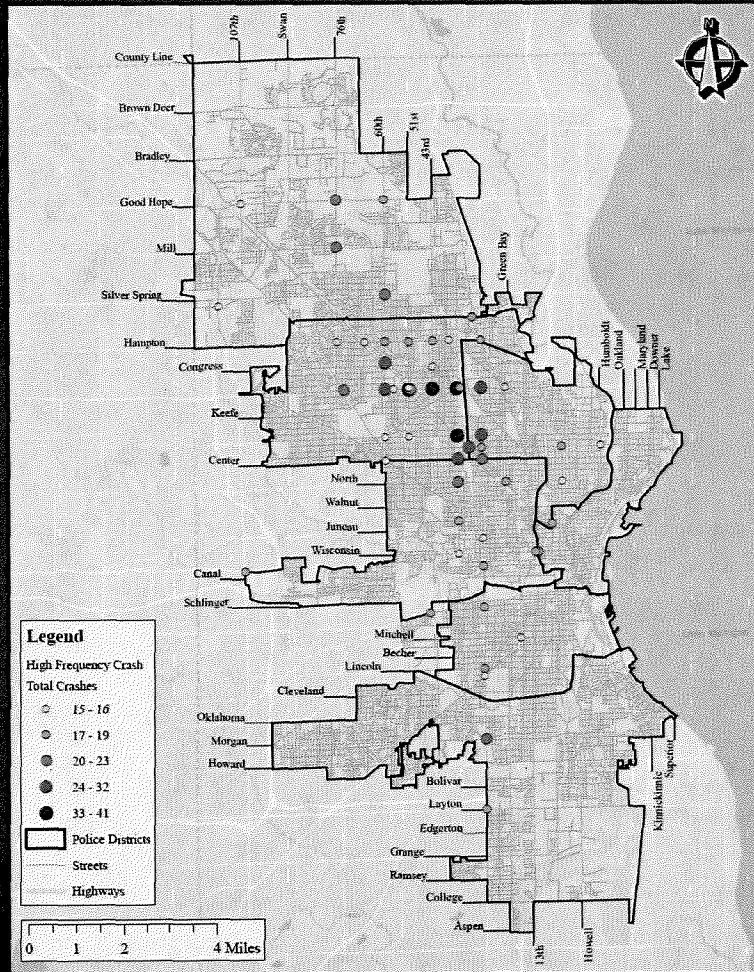 107th
Swan
76th
County Line
Brown Deer
60th
51st
43rd
Bradley
Good Hope
Mill
Green Bay
Silver Spring
Hampton
Humboldt
Oakland
Maryland
Downer
Lake
Congress
Keefe
Center
North
Walnut
Juneau
Wisconsin
Canal
Schlinger
Mitchell
Becher
Lincoln
Cleveland
Oklahoma
Morgan
Howard
Kinnickinnic
Superior
Bolivar
Layton
Edgerton
Grange
Ramsey
College
Aspen
13th
Howell
Legend
High Frequency Crash
Total Crashes
15 - 16
17 - 19
20 - 23
24 - 32
33 - 41
Police Districts
Streets
Highways
0 1 2 4 Miles